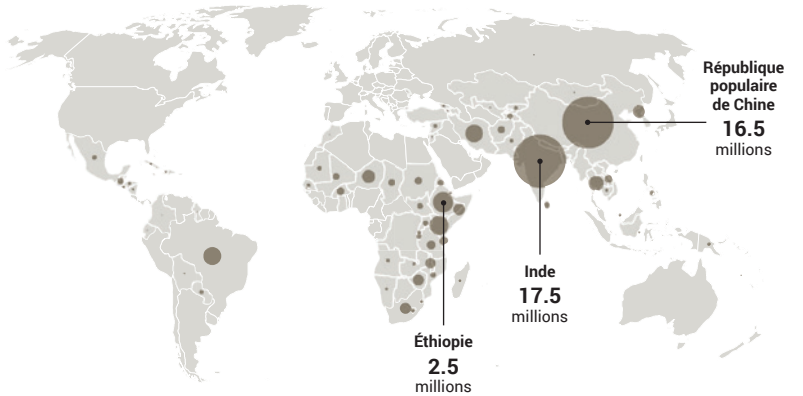 République
populaire
de Chine
16.5
millions
Inde
17.5
millions
Éthiopie
2.5
millions